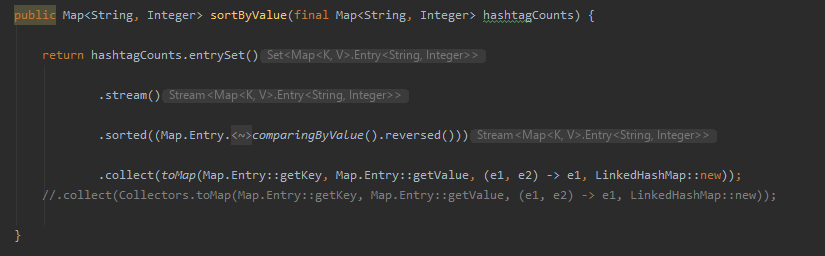 public Map<String, Integer> sortByValue(final Map<String, Integer> hashtagCounts) {
return hashtagCounts.entrySet() Set<Map<K, V>.Entry<String, Integer>>
.stream() Stream<Map<K, V>.Entry<String, Integer>>
.sorted((Map.Entry.<~>comparingByValue().reversed())) Stream<Map<K, V>.Entry<String, Integer>>
.collect(toMap(Map.Entry::getKey, Map.Entry::getValue, (e1, e2) -> e1, LinkedHashMap::new));
//.collect(Collectors.toMap(Map.Entry::getKey, Map.Entry::getValue, (e1, e2) -> e1, LinkedHashMap::new));
}